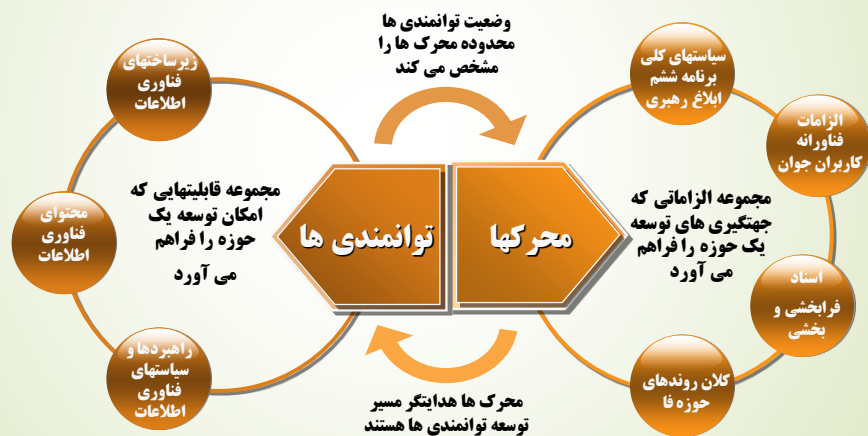 وضعیت توانمندی ها
محدوده محرک ها را
مشخص می کند
سیاستهای کلی
برنامه ششم
ابلاغ رهبری
الزامات
فناورانه
کاربران جوان
اسناد
فرابخشی و
بخشی
کلان روندهای
حوزه فا
مجموعه الزاماتی که
جهتگیری های توسعه
یک حوزه را فراهم
می آورد
محرکها
توانمندی ها
مجموعه قابلیتهایی که
امکان توسعه یک
حوزه را فراهم
می آورد
زیرساختهای
فناوری
اطلاعات
محتوای
فناوری
اطلاعات
راهبردها و
سیاستهای
فناوری
اطلاعات
محرک ها هدایتگر مسیر
توسعه توانمندی ها هستند